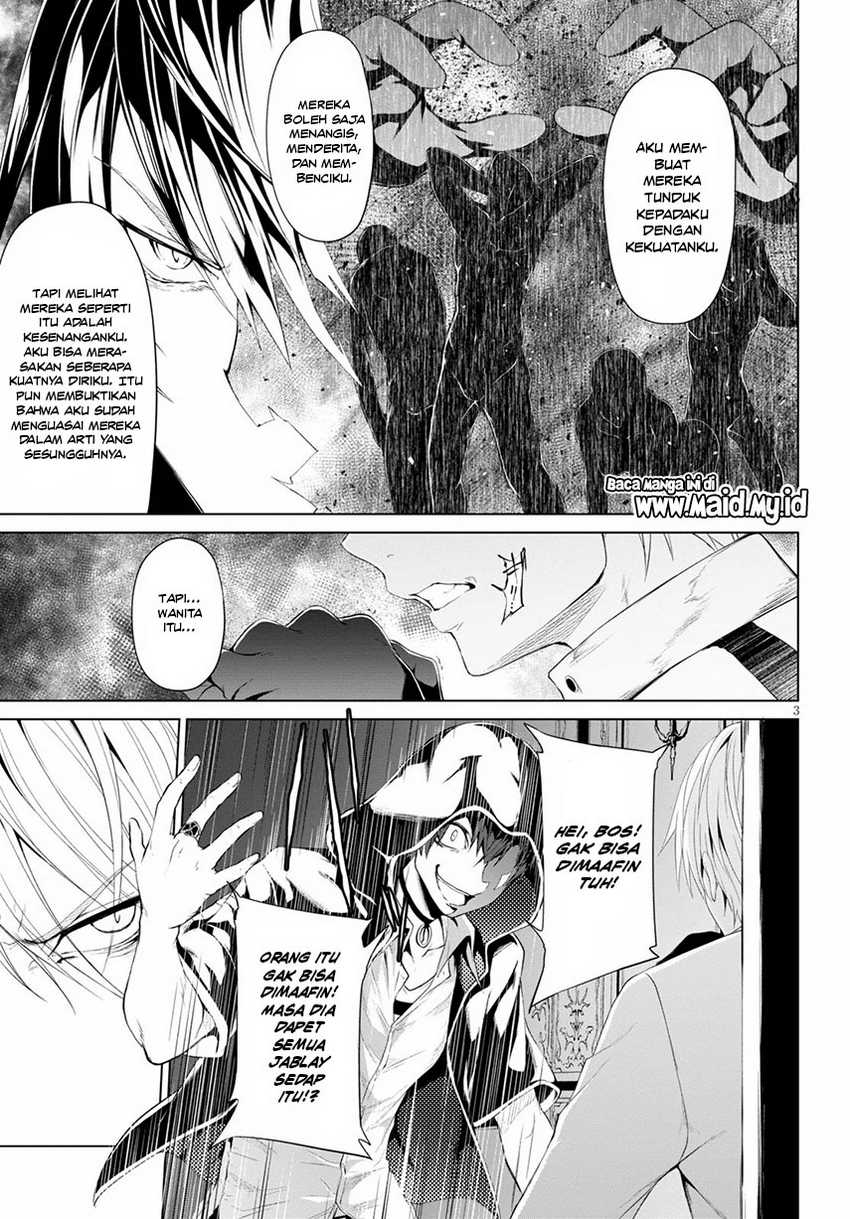 AKU MEM-
BUAT
MEREKA
TUNDUK
KEPADAKU
DENGAN
KEKUATANKU.
MEREKA
BOLEH SAJA
MENANGIS,
MENDERITA,
DAN MEM-
BENCIKU.
TAPI MELIHAT
MEREKA SEPERTI
ITU ADALAH
KESENANGANKU.
AKU BISA MERA-
SAKAN SEBERAPA
KUATNYA DIRIKU. ITU
PUN MEMBUKTIKAN
BAHWA AKU SUDAH
MENGUASAI MEREKA
DALAM ARTI YANG
SESUNGGUHNYA.
Baca Manga ini di
www.Maid.My.id
TAPI...
WANITA
ITU...
3
HEI, BOS!
GAK BISA
DIMAAFIN
TUH!
ORANG ITU
GAK BISA
DIMAAFIN!
MASA DIA
DAPET
SEMUA
JABLAY
SEDAP
ITU!?